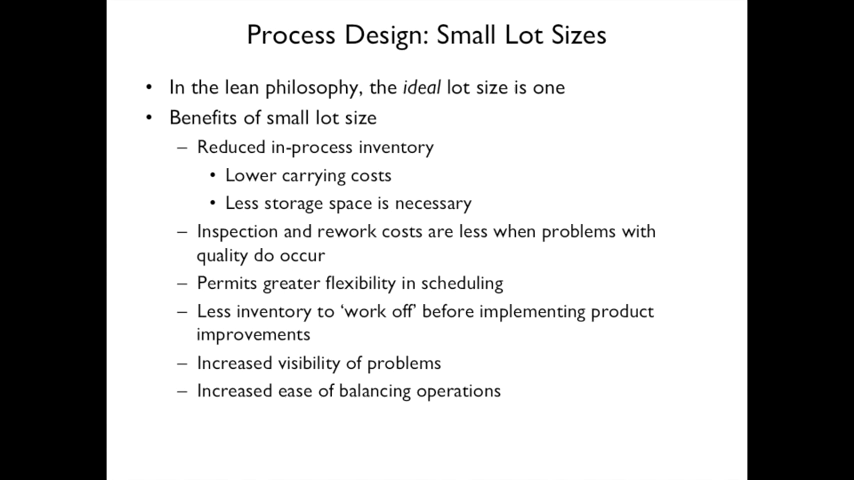 Process Design: Small Lot Sizes
• In the lean philosophy, the ideal lot size is one
• Benefits of small lot size
– Reduced in-process inventory
• Lower carrying costs
• Less storage space is necessary
– Inspection and rework costs are less when problems with
quality do occur
– Permits greater flexibility in scheduling
– Less inventory to ‘work off’ before implementing product
improvements
– Increased visibility of problems
– Increased ease of balancing operations